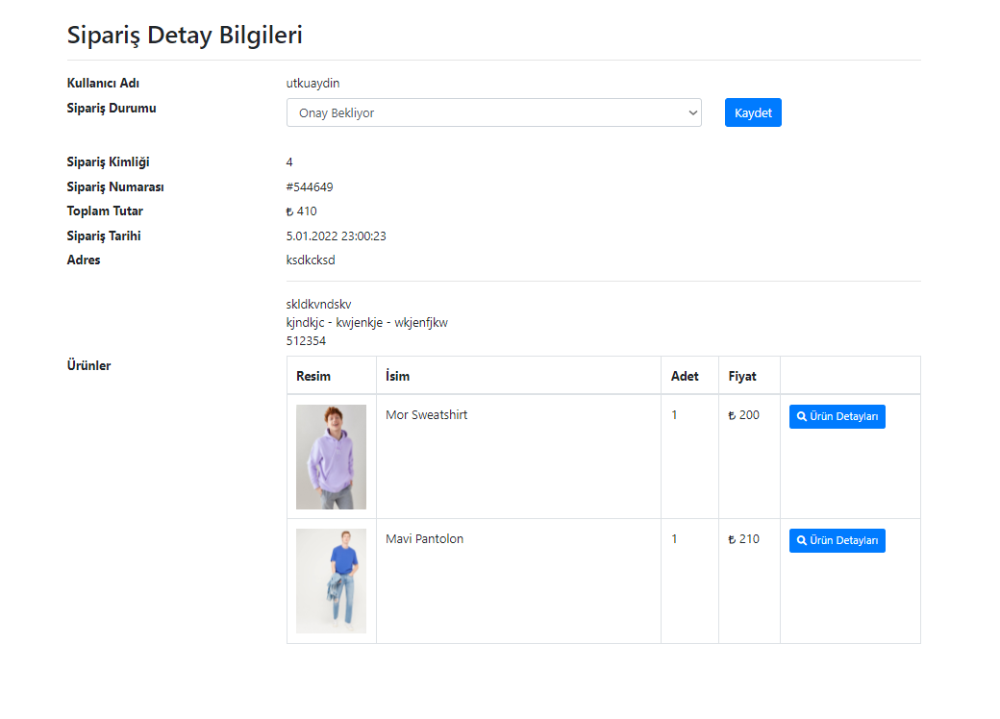 Sipariş Detay Bilgileri
Kullanıcı Adı utkuaydin
Sipariş Durumu Onay Bekliyor Kaydet
Sipariş Kimliği 4
Sipariş Numarası #544649
Toplam Tutar ₺ 410
Sipariş Tarihi 5.01.2022 23:00:23
Adres ksdkcksd
skldkvndskv
kjndkjc - kwjenkje - wkjenfjkw
512354
Ürünler
Resim İsim Adet Fiyat
Mor Sweatshirt 1 ₺ 200 Ürün Detayları
Mavi Pantolon 1 ₺ 210 Ürün Detayları